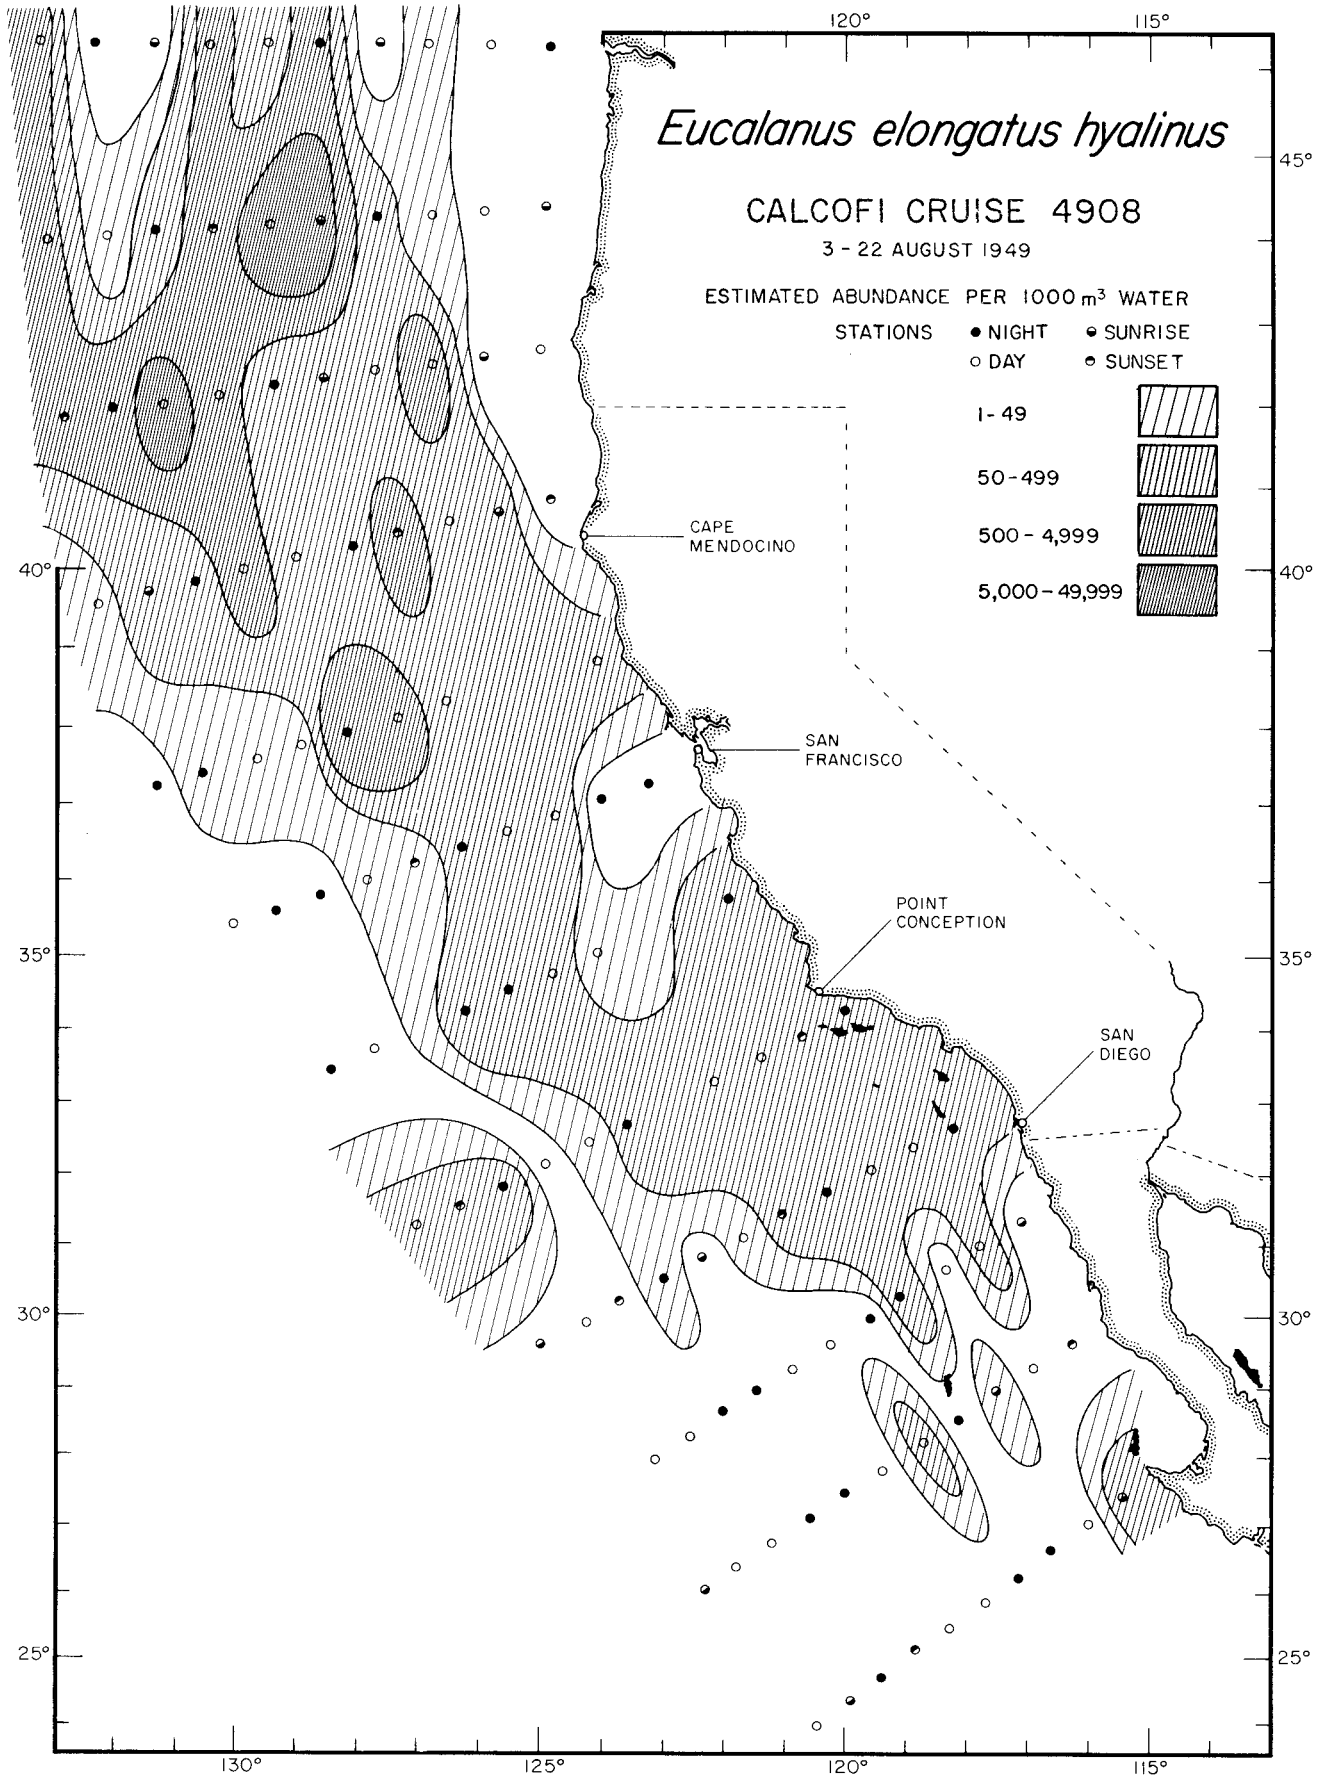 120° 115°
Eucalanus elongatus hyalinus
45°
CALCOFI CRUISE 4908
3-22 AUGUST 1949
ESTIMATED ABUNDANCE PER 1000 m³ WATER
STATIONS ● NIGHT SUNRISE
○ DAY SUNSET
1-49
50-499
500-4,999
5,000-49,999
CAPE
MENDOCINO
40° 40°
SAN
FRANCISCO
POINT
CONCEPTION
35° 35°
SAN
DIEGO
30° 30°
25° 25°
130° 125° 120° 115°